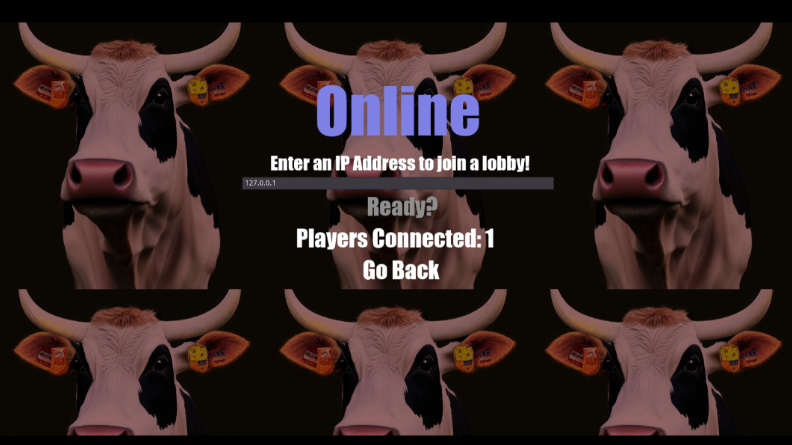 Online
Enter an IP Address to join a lobby!
127.0.0.1
Ready?
Players Connected: 1
Go Back